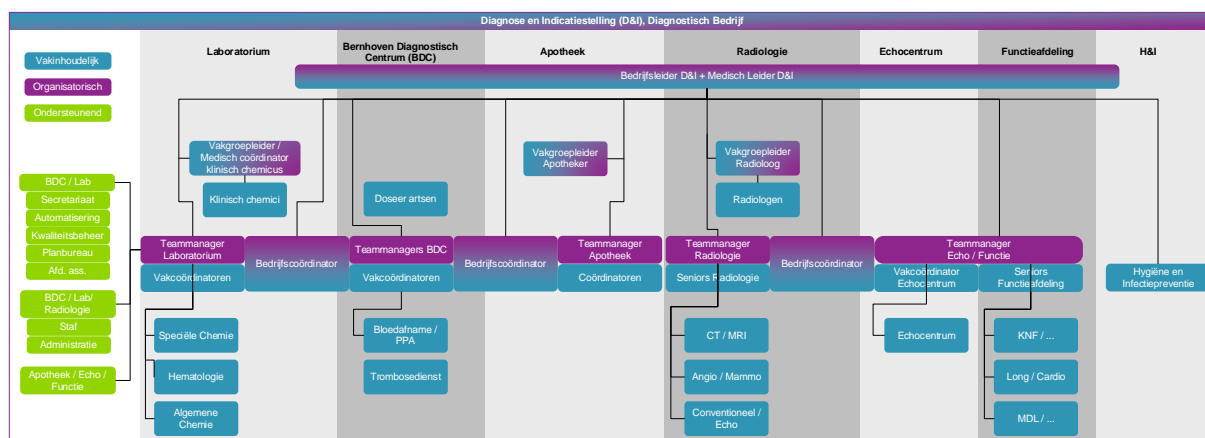 Diagnose en Indicatiestelling (D&I), Diagnostisch Bedrijf
Laboratorium
Bernhoven Diagnostisch
Centrum (BDC)
Apotheek
Radiologie
Echocentrum
Functieafdeling
H&I
Vakinhoudelijk
Organisatorisch
Ondersteunend
Bedrijfsleider D&I + Medisch Leider D&I
Vakgroepleider /
Medisch coördinator
klinisch chemicus
Vakgroepleider
Apotheker
Vakgroepleider
Radioloog
Klinisch chemici
Doseer artsen
Radiologen
BDC / Lab
Secretariaat
Automatisering
Kwaliteitsbeheer
Planbureau
Afd. ass.
BDC / Lab/
Radiologie
Staf
Administratie
Apotheek / Echo /
Functie
Teammanager
Laboratorium
Vakcoördinatoren
Bedrijfscoördinator
Teammanagers BDC
Vakcoördinatoren
Bedrijfscoördinator
Teammanager
Apotheek
Coördinatoren
Teammanager
Radiologie
Seniors Radiologie
Bedrijfscoördinator
Teammanager
Echo / Functie
Vakcoördinator
Echocentrum
Seniors
Functieafdeling
Hygiëne en
Infectiepreventie
Speciële Chemie
Hematologie
Algemene
Chemie
Bloedafname /
PPA
Trombosedienst
CT / MRI
Angio / Mammo
Conventioneel /
Echo
Echocentrum
KNF / ...
Long / Cardio
MDL / ...